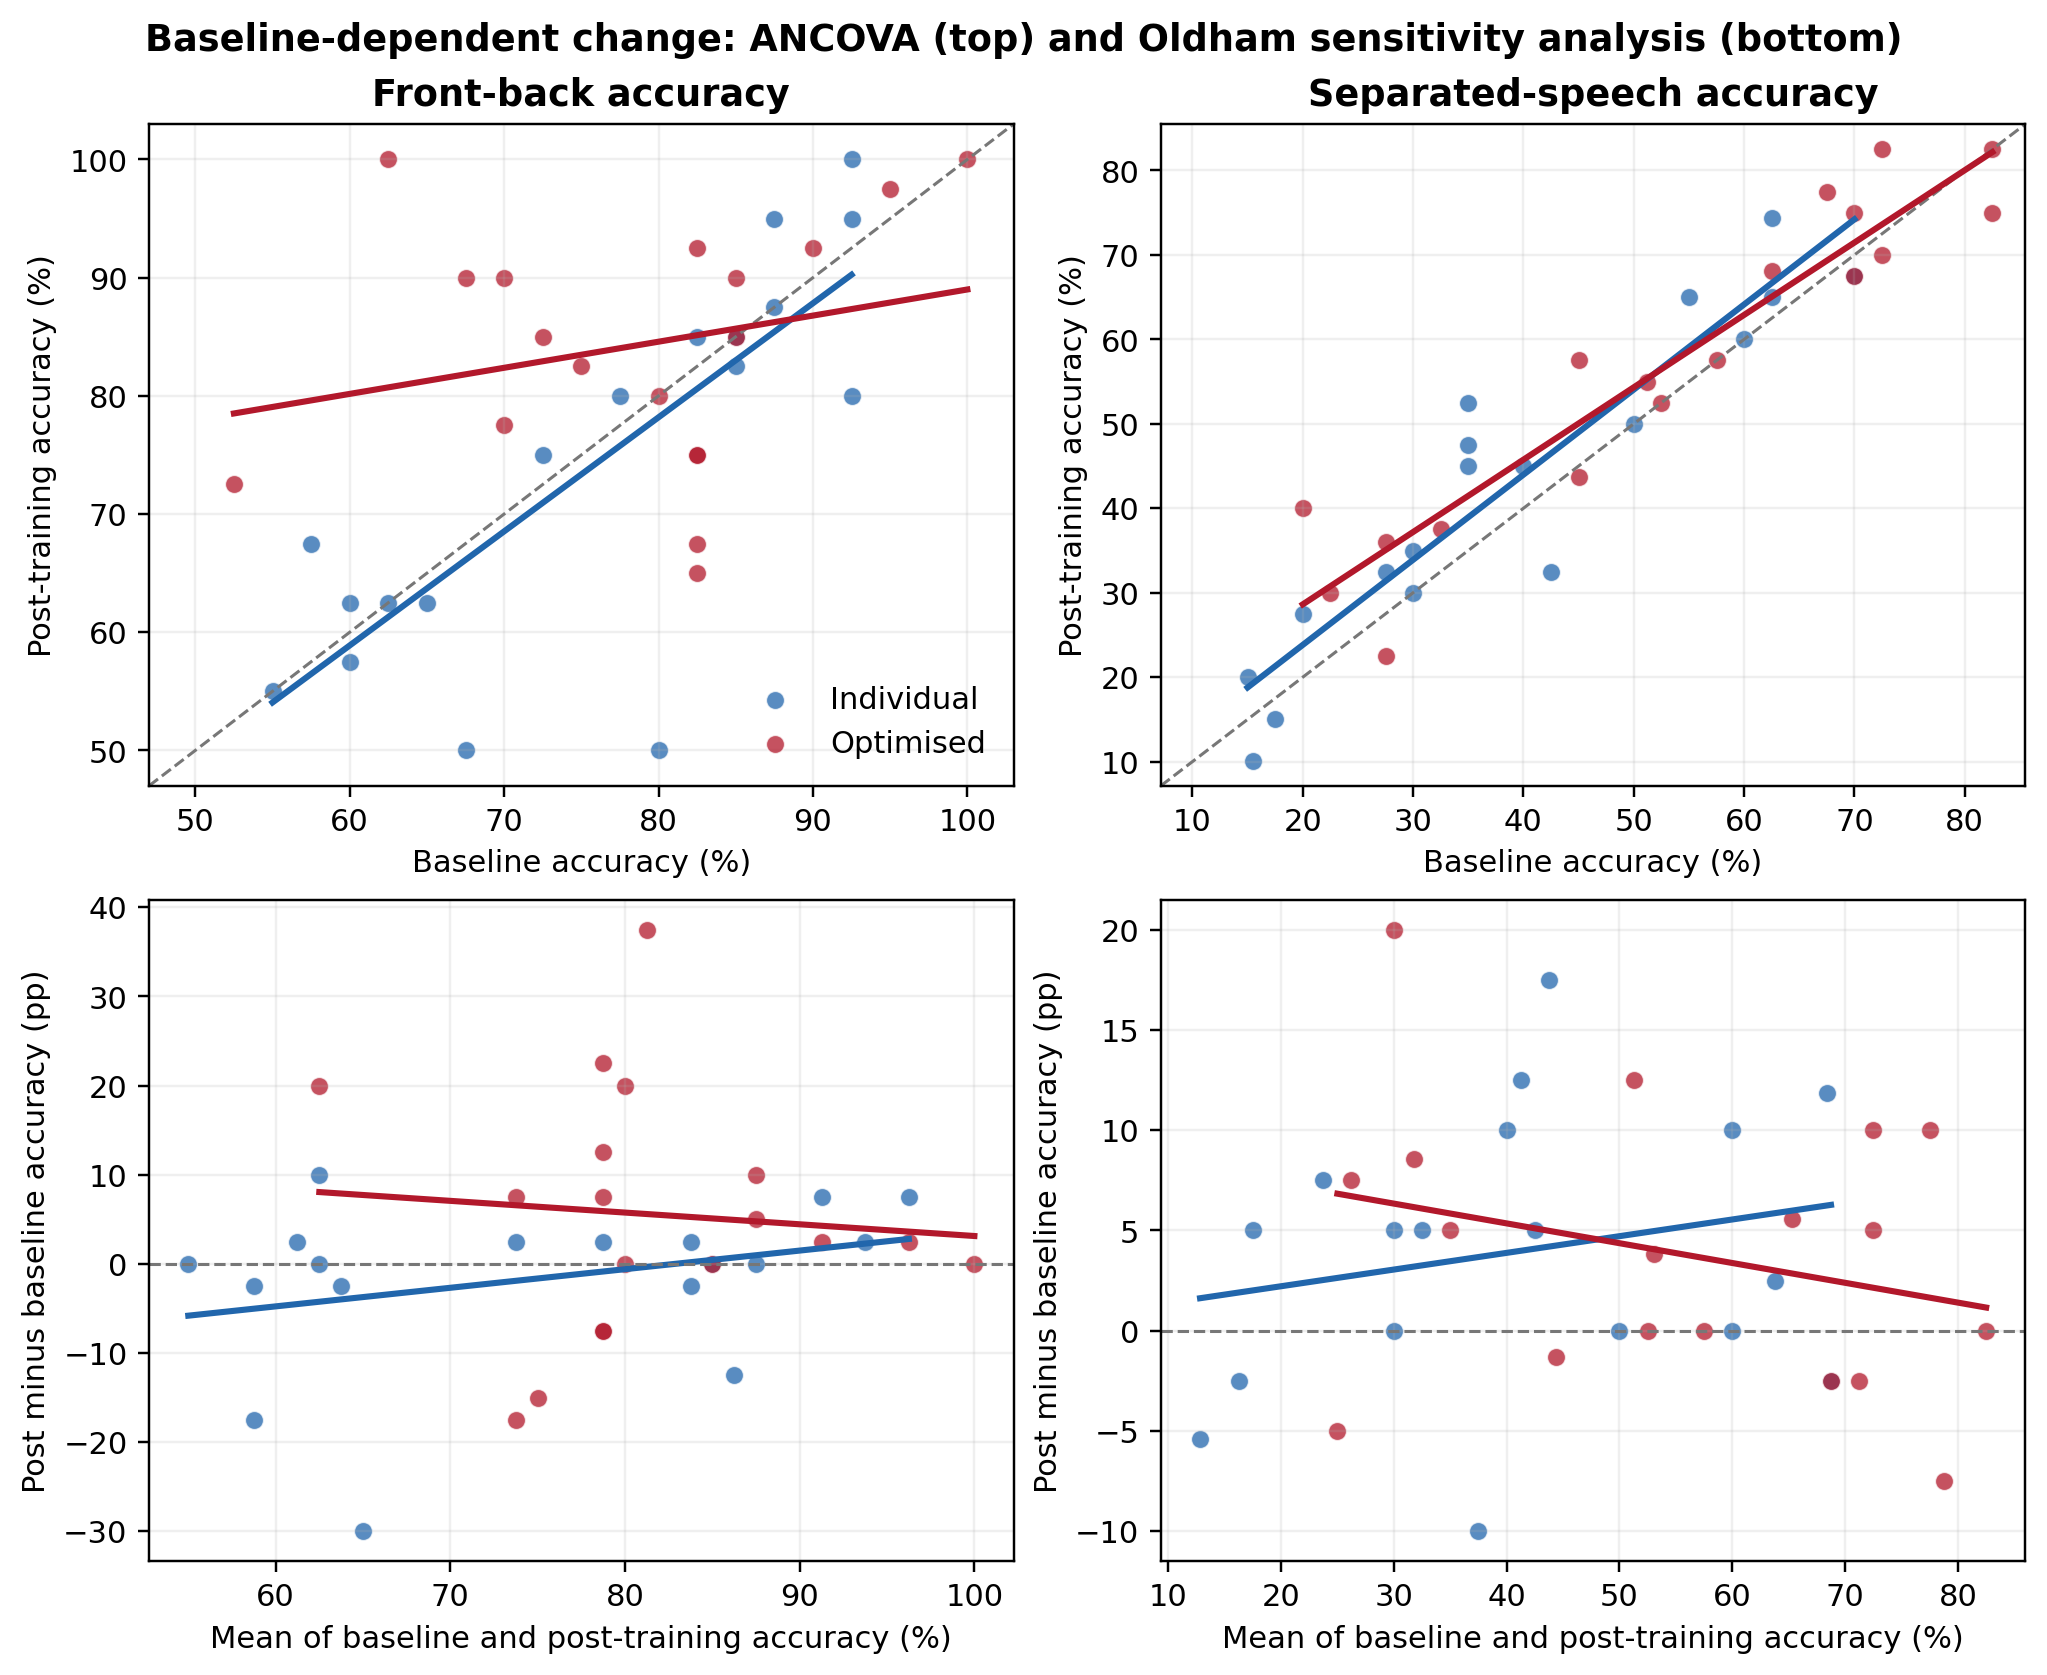 Baseline-dependent change: ANCOVA (top) and Oldham sensitivity analysis (bottom)
Front-back accuracy
Post-training accuracy (%)
100
90
80
70
60
50
Individual
Optimised
50 60 70 80 90 100
Baseline accuracy (%)
Separated-speech accuracy
Post-training accuracy (%)
80
70
60
50
40
30
20
10
10 20 30 40 50 60 70 80
Baseline accuracy (%)
Post minus baseline accuracy (pp)
40
30
20
10
0
−10
−20
−30
60 70 80 90 100
Mean of baseline and post-training accuracy (%)
Post minus baseline accuracy (pp)
20
15
10
5
0
−5
−10
10 20 30 40 50 60 70 80
Mean of baseline and post-training accuracy (%)